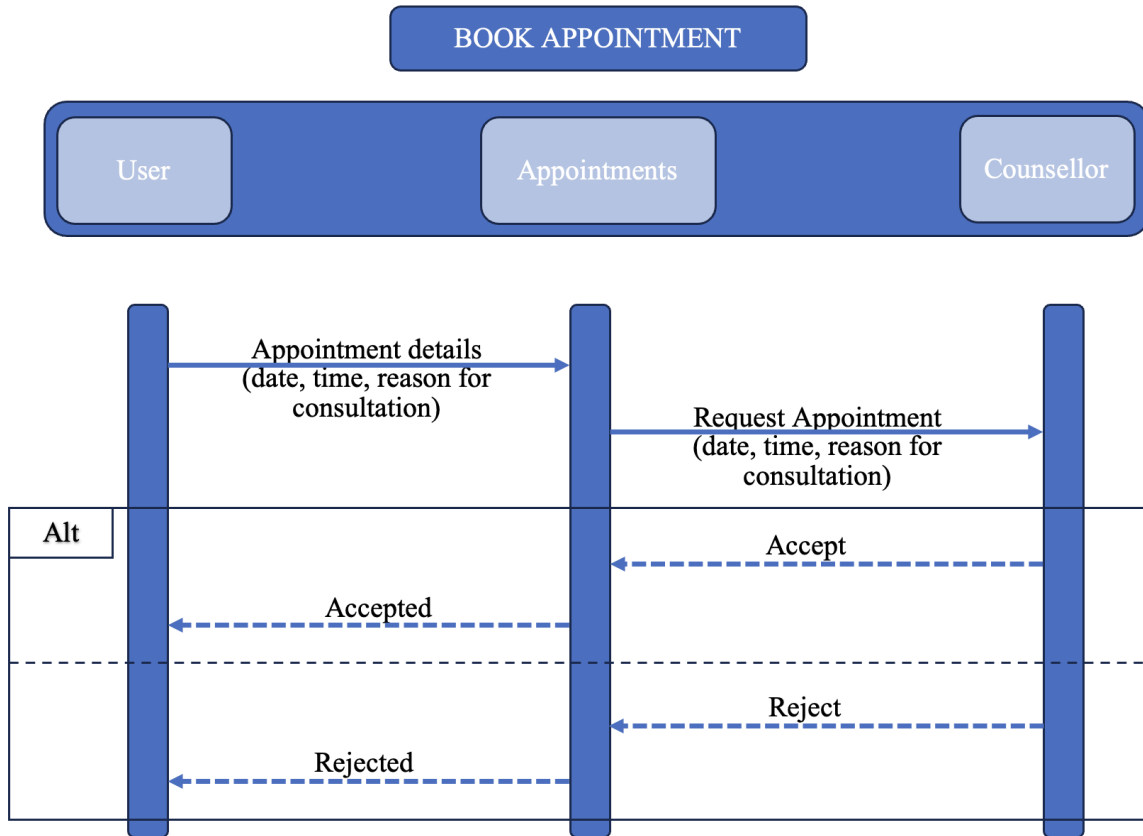 BOOK APPOINTMENT
User
Appointments
Counsellor
Appointment details
(date, time, reason for
consultation)
Request Appointment
(date, time, reason for
consultation)
Alt
Accept
Accepted
Reject
Rejected